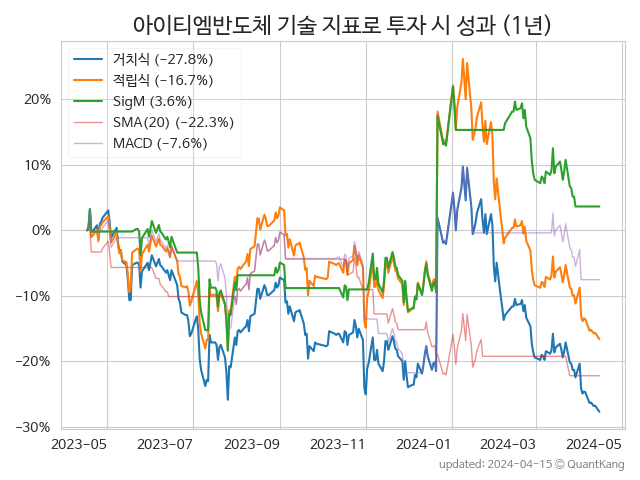 아이티엠반도체 기술 지표로 투자 시 성과 (1년)
거치식 (−27.8%)
적립식 (−16.7%)
SigM (3.6%)
SMA(20) (−22.3%)
MACD (−7.6%)
20%
10%
0%
−10%
−20%
−30%
2023−05 2023−07 2023−09 2023−11 2024−01 2024−03 2024−05
updated: 2024−04−15 © QuantKang